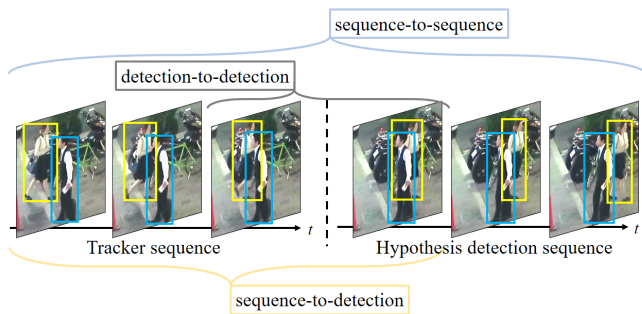 sequence-to-sequence
detection-to-detection
t
t
Tracker sequence
Hypothesis detection sequence
sequence-to-detection